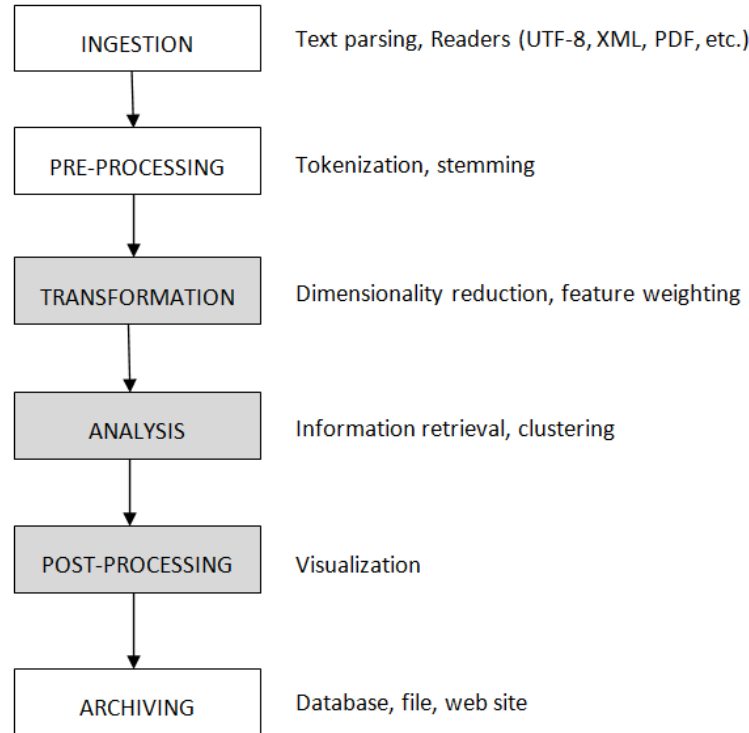 INGESTION
Text parsing, Readers (UTF-8, XML, PDF, etc.)
PRE-PROCESSING
Tokenization, stemming
TRANSFORMATION
Dimensionality reduction, feature weighting
ANALYSIS
Information retrieval, clustering
POST-PROCESSING
Visualization
ARCHIVING
Database, file, web site